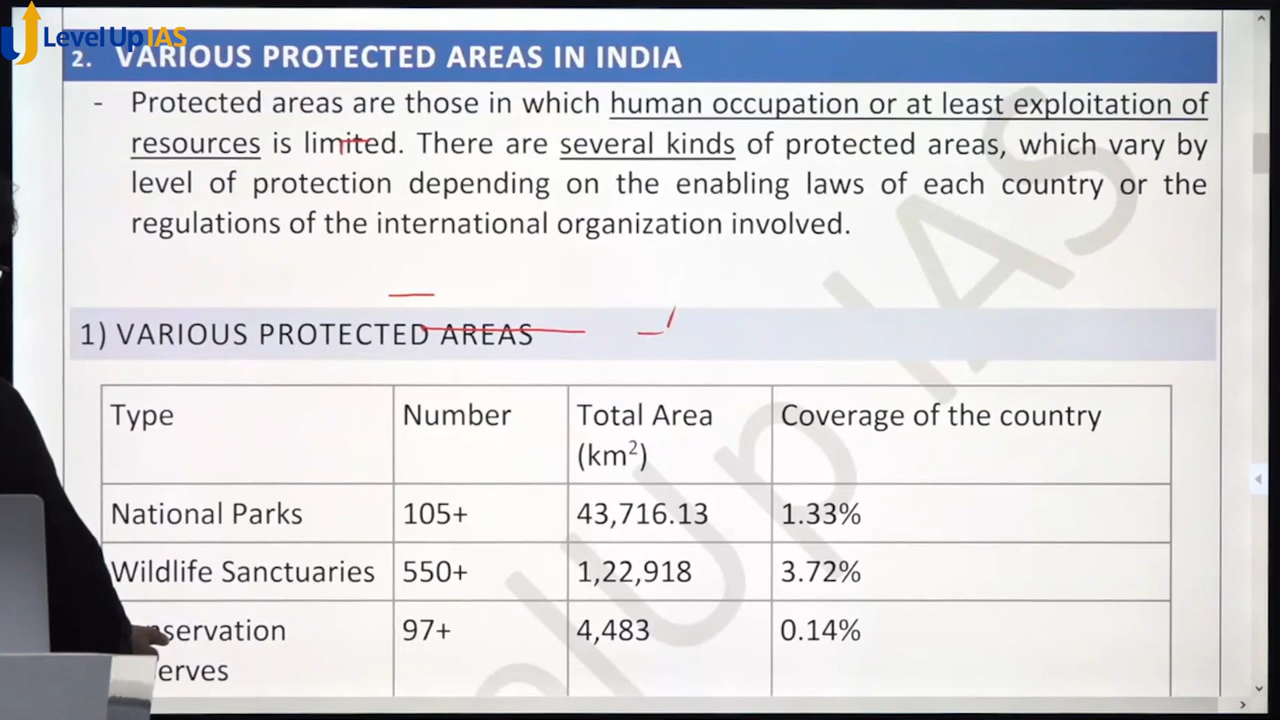 Level Up IAS
2. VARIOUS PROTECTED AREAS IN INDIA
- Protected areas are those in which human occupation or at least exploitation of
resources is limited. There are several kinds of protected areas, which vary by
level of protection depending on the enabling laws of each country or the
regulations of the international organization involved.
1) VARIOUS PROTECTED AREAS
Type Number Total Area Coverage of the country
(km²)
National Parks 105+ 43,716.13 1.33%
Wildlife Sanctuaries 550+ 1,22,918 3.72%
servation 97+ 4,483 0.14%
erves
Up IAS